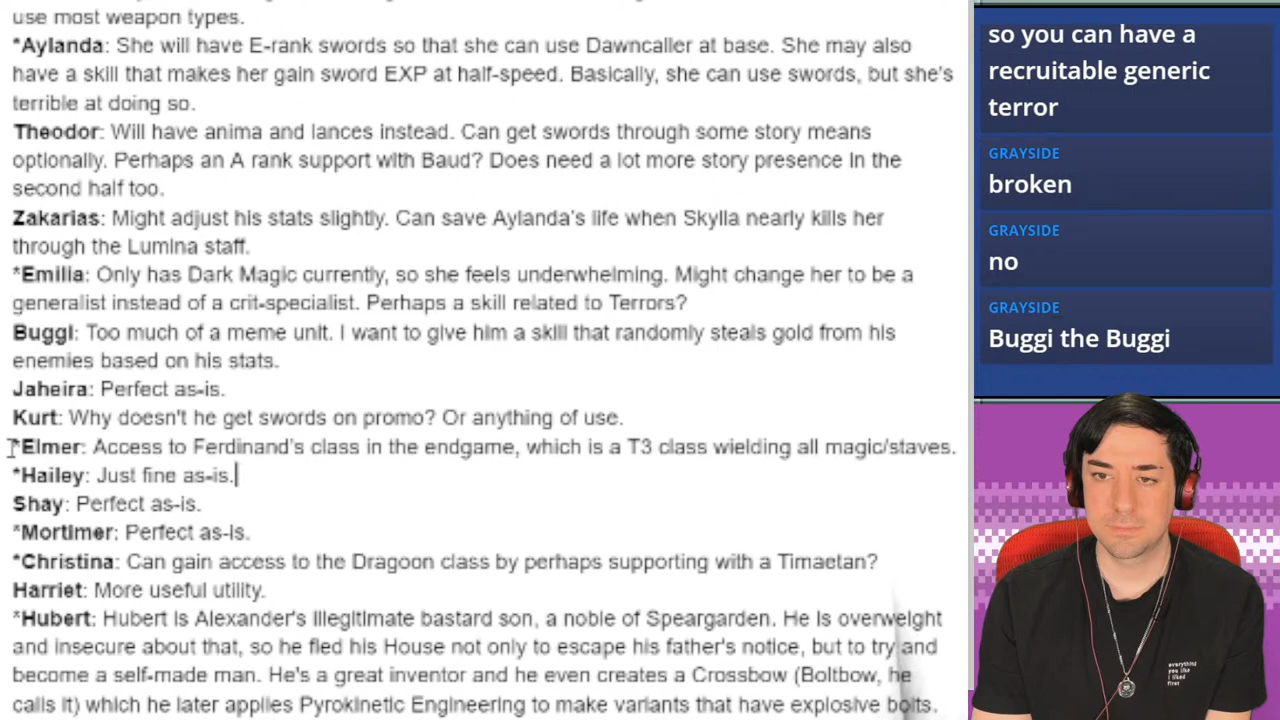 use most weapon types.
*Aylanda: She will have E-rank swords so that she can use Dawncaller at base. She may also
have a skill that makes her gain sword EXP at half-speed. Basically, she can use swords, but she's
terrible at doing so.
Theodor: Will have anima and lances instead. Can get swords through some story means
optionally. Perhaps an A rank support with Baud? Does need a lot more story presence in the
second half too.
Zakarias: Might adjust his stats slightly. Can save Aylanda's life when Skylla nearly kills her
through the Lumina staff.
*Emilia: Only has Dark Magic currently, so she feels underwhelming. Might change her to be a
generalist instead of a crit-specialist. Perhaps a skill related to Terrors?
Buggi: Too much of a meme unit. I want to give him a skill that randomly steals gold from his
enemies based on his stats.
Jaheira: Perfect as-is.
Kurt: Why doesn't he get swords on promo? Or anything of use.
*Elmer: Access to Ferdinand's class in the endgame, which is a T3 class wielding all magic/staves.
*Hailey: Just fine as-is.
Shay: Perfect as-is.
*Mortimer: Perfect as-is.
*Christina: Can gain access to the Dragoon class by perhaps supporting with a Timaetan?
Harriet: More useful utility.
*Hubert: Hubert is Alexander's illegitimate bastard son, a noble of Speargarden. He is overweight
and insecure about that, so he fled his House not only to escape his father's notice, but to try and
become a self-made man. He's a great inventor and he even creates a Crossbow (Boltbow, he
calls it) which he later applies Pyrokinetic Engineering to make variants that have explosive bolts.
so you can have a
recruitable generic
terror
GRAYSIDE
broken
GRAYSIDE
no
GRAYSIDE
Buggi the Buggi
everything
you like
I liked
first